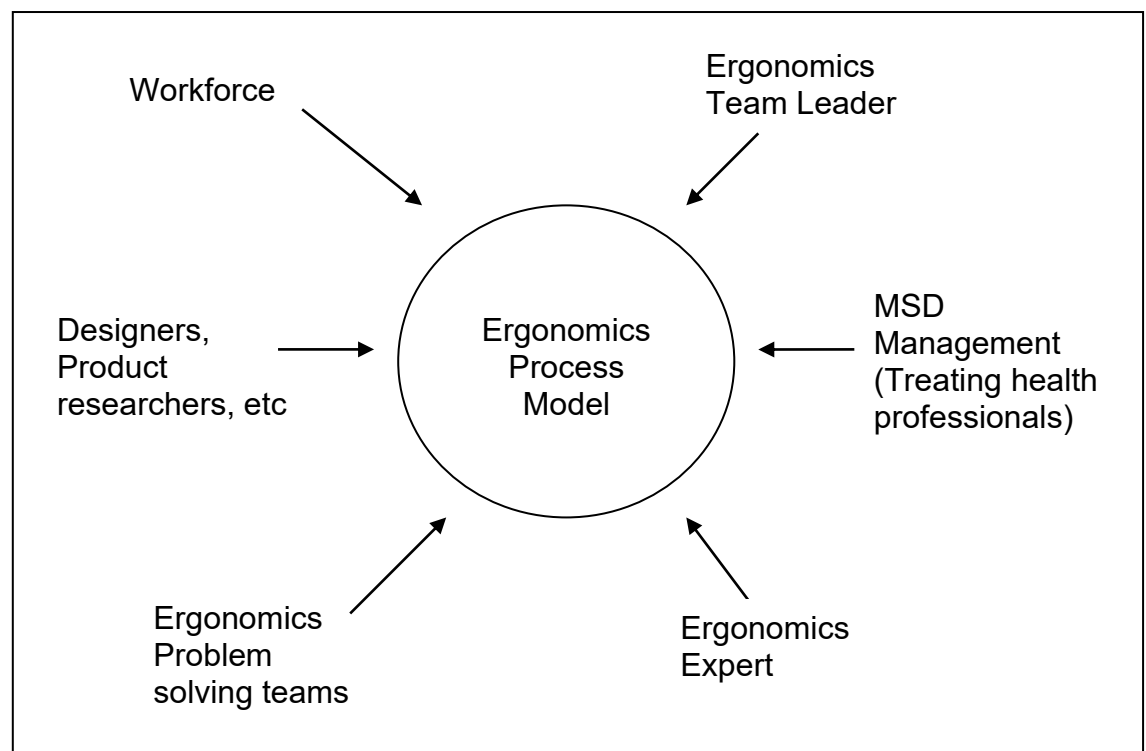 Workforce
Ergonomics
Team Leader
Designers,
Product
researchers, etc
Ergonomics
Process
Model
MSD
Management
(Treating health
professionals)
Ergonomics
Problem
solving teams
Ergonomics
Expert